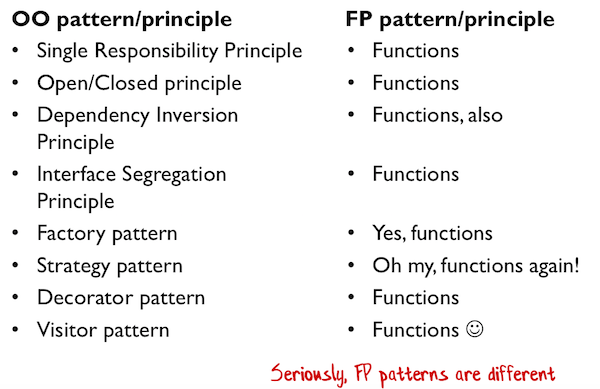 OO pattern/principle
• Single Responsibility Principle
• Open/Closed principle
• Dependency Inversion
Principle
• Interface Segregation
Principle
• Factory pattern
• Strategy pattern
• Decorator pattern
• Visitor pattern
FP pattern/principle
• Functions
• Functions
• Functions, also
• Functions
• Yes, functions
• Oh my, functions again!
• Functions
• Functions ☺
Seriously, FP patterns are different